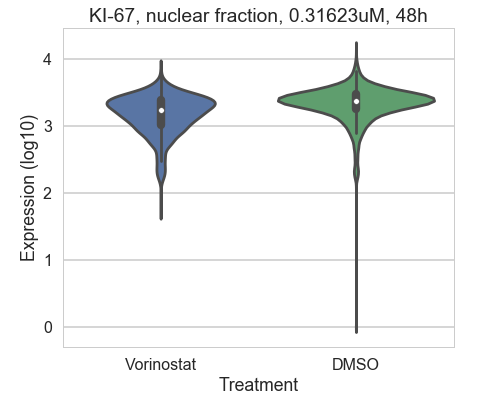 KI-67, nuclear fraction, 0.31623uM, 48h
Expression (log10)
4
3
2
1
0
Vorinostat
DMSO
Treatment